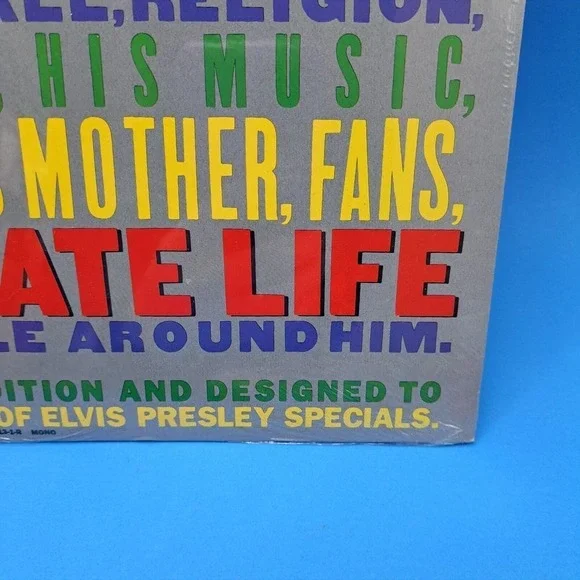 RELIGION,
, HIS MUSIC,
MOTHER, FANS,
ATE LIFE
LE AROUND HIM.
DITION AND DESIGNED TO
OF ELVIS PRESLEY SPECIALS.
-1-R MONO